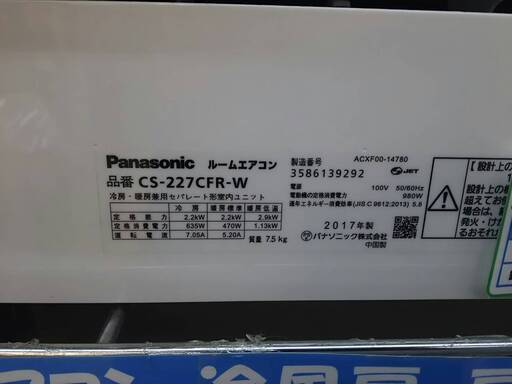 Panasonic ルームエアコン
品番 CS-227CFR-W
冷房・暖房兼用セパレート形室内ユニット
冷房 暖房標準 暖房低温
定格能力 2.2kW 2.2kW 2.9kW
定格消費電力 635W 470W 1.13kW
運転電流 7.05A 5.20A
質量 7.5 kg
製造番号 ACXF00-14780
3586139292 JET
電源 100V 50/60Hz
電動機の定格消費電力 980W
通年エネルギー消費効率(JIS C 9612:2013) 5.8
2017年製
パナソニック株式会社
中国製
【設計上の
設計上の
超えてお
場合は、
発火・けが
おそれが